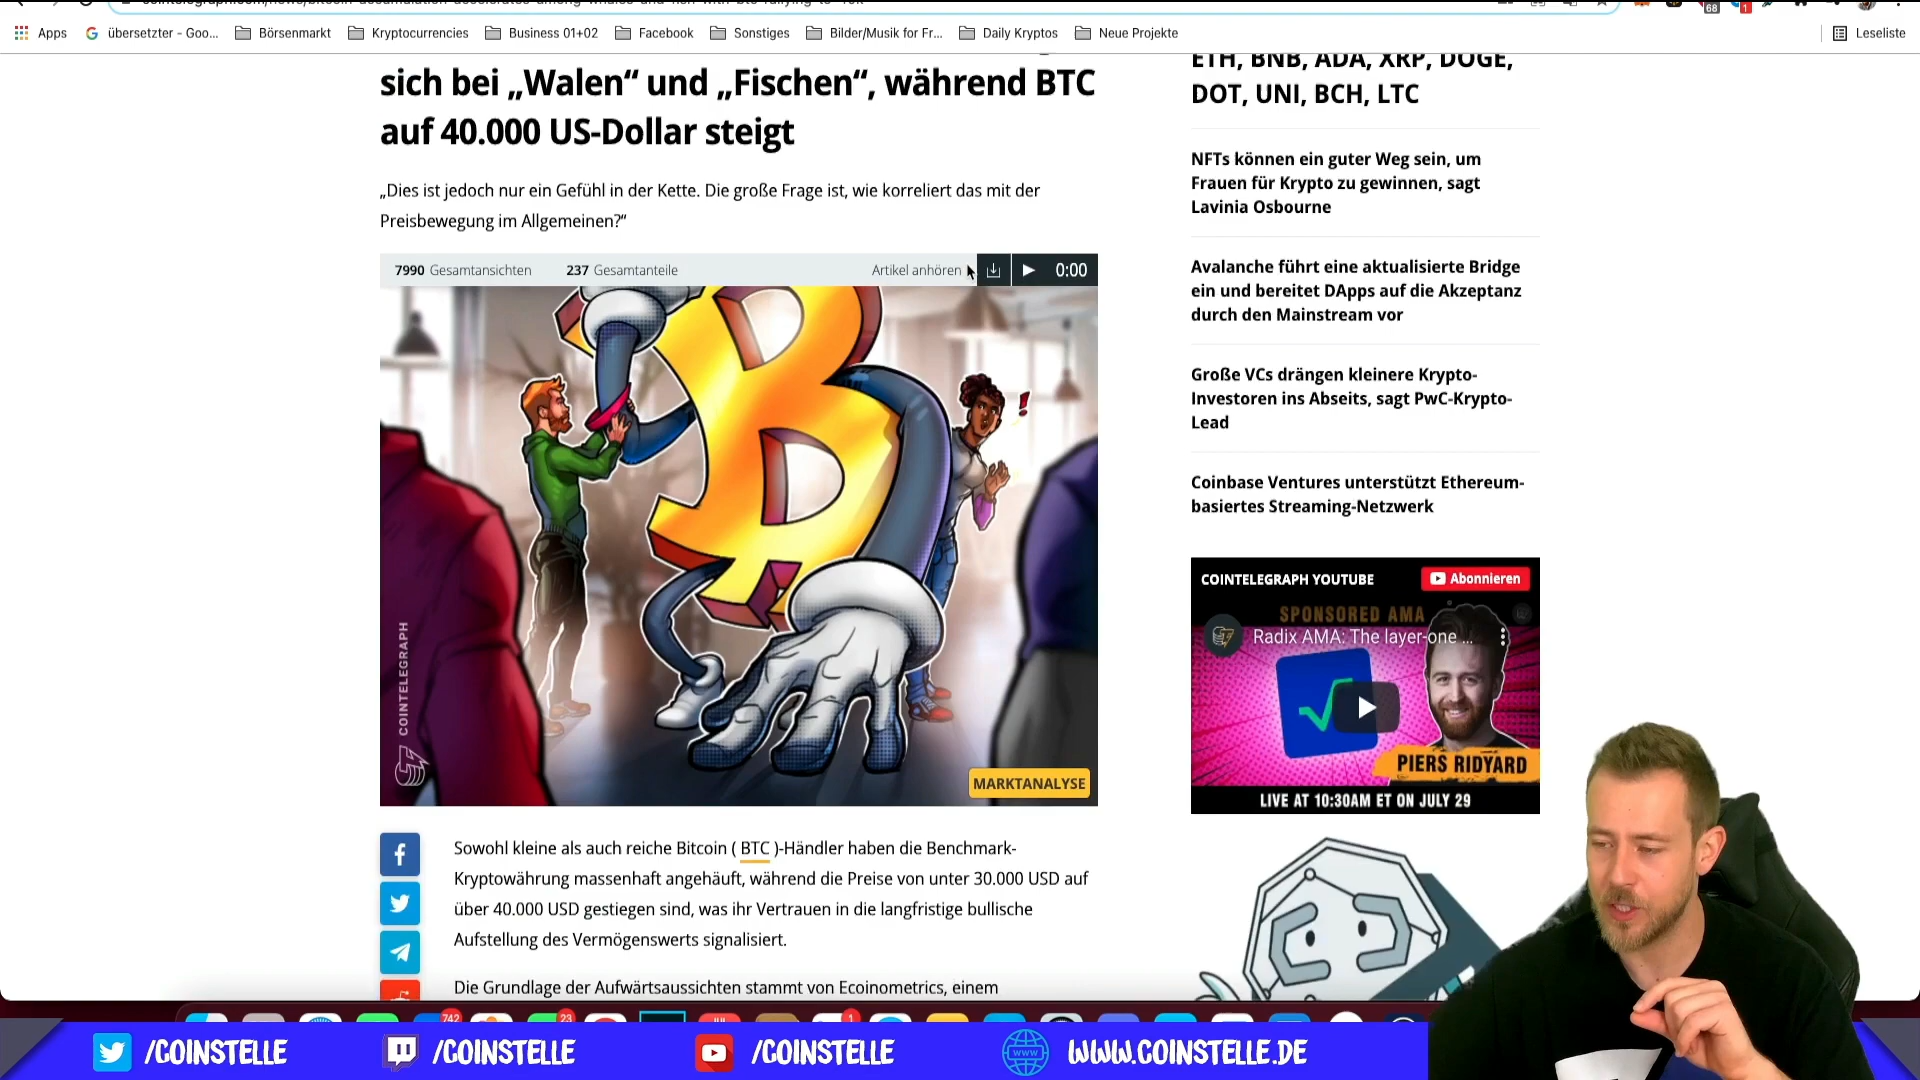 68
1
Apps
übersetzter - Goo...
Börsenmarkt
Kryptocurrencies
Business 01+02
Facebook
Sonstiges
Bilder/Musik for Fr...
Daily Kryptos
Neue Projekte
Leseliste
sich bei „Walen“ und „Fischen“, während BTC
auf 40.000 US-Dollar steigt
„Dies ist jedoch nur ein Gefühl in der Kette. Die große Frage ist, wie korreliert das mit der
Preisbewegung im Allgemeinen?“
7990 Gesamtansichten
237 Gesamtanteile
Artikel anhören
0:00
COINTELEGRAPH
MARKTANALYSE
Sowohl kleine als auch reiche Bitcoin ( BTC )-Händler haben die Benchmark-
Kryptowährung massenhaft angehäuft, während die Preise von unter 30.000 USD auf
über 40.000 USD gestiegen sind, was ihr Vertrauen in die langfristige bullische
Aufstellung des Vermögenswerts signalisiert.
Die Grundlage der Aufwärtsaussichten stammt von Ecoinometrics, einem
ETH, BNB, ADA, XRP, DOGE,
DOT, UNI, BCH, LTC
NFTs können ein guter Weg sein, um
Frauen für Krypto zu gewinnen, sagt
Lavinia Osbourne
Avalanche führt eine aktualisierte Bridge
ein und bereitet DApps auf die Akzeptanz
durch den Mainstream vor
Große VCs drängen kleinere Krypto-
Investoren ins Abseits, sagt PwC-Krypto-
Lead
Coinbase Ventures unterstützt Ethereum-
basiertes Streaming-Netzwerk
COINTELEGRAPH YOUTUBE
Abonnieren
SPONSORED AMA
Radix AMA: The layer-one ...
PIERS RIDYARD
LIVE AT 10:30AM ET ON JULY 29
742
23
1
/COINSTELLE
/COINSTELLE
/COINSTELLE
WWW
WWW.COINSTELLE.DE